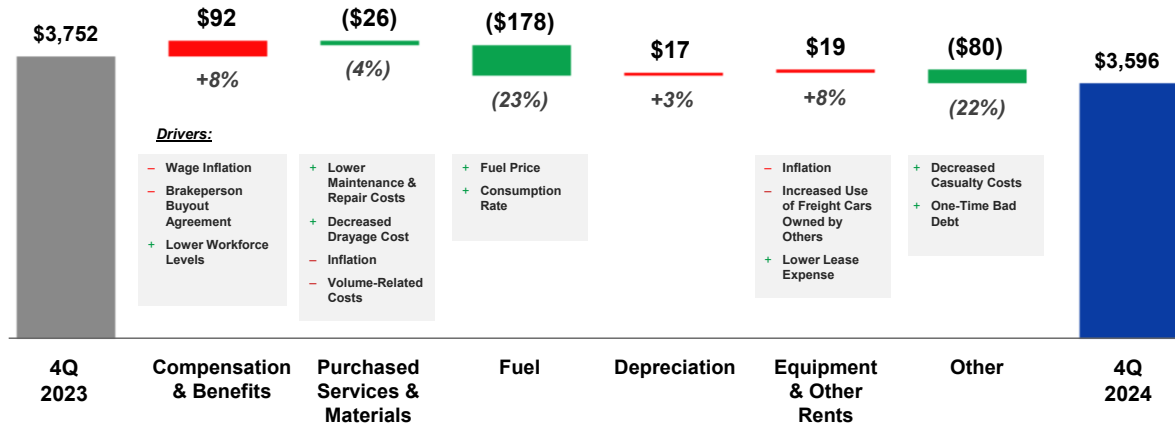 $3,752
$92
+8%
($26)
(4%)
($178)
(23%)
$17
+3%
$19
+8%
($80)
(22%)
$3,596
Drivers:
– Wage Inflation
– Brakeperson
Buyout
Agreement
+ Lower Workforce
Levels
+ Lower
Maintenance &
Repair Costs
+ Decreased
Drayage Cost
– Inflation
– Volume-Related
Costs
+ Fuel Price
+ Consumption
Rate
– Inflation
– Increased Use
of Freight Cars
Owned by
Others
+ Lower Lease
Expense
+ Decreased
Casualty Costs
+ One-Time Bad
Debt
4Q
2023
Compensation
& Benefits
Purchased
Services &
Materials
Fuel
Depreciation
Equipment
& Other
Rents
Other
4Q
2024